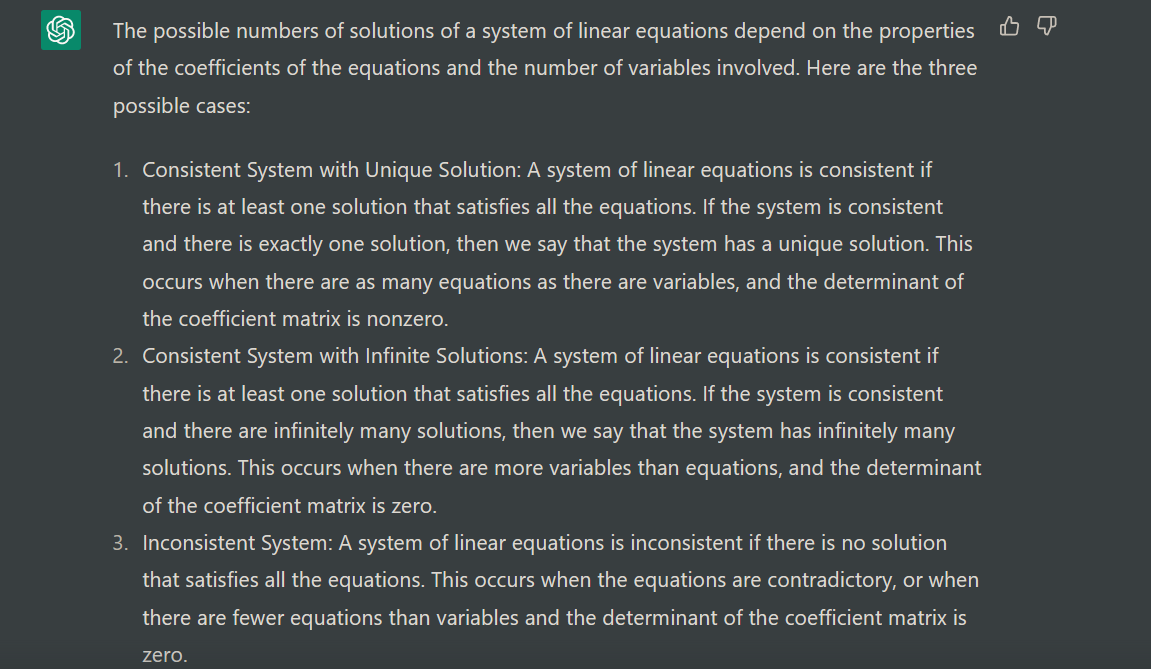 The possible numbers of solutions of a system of linear equations depend on the properties
of the coefficients of the equations and the number of variables involved. Here are the three
possible cases:
1. Consistent System with Unique Solution: A system of linear equations is consistent if
there is at least one solution that satisfies all the equations. If the system is consistent
and there is exactly one solution, then we say that the system has a unique solution. This
occurs when there are as many equations as there are variables, and the determinant of
the coefficient matrix is nonzero.
2. Consistent System with Infinite Solutions: A system of linear equations is consistent if
there is at least one solution that satisfies all the equations. If the system is consistent
and there are infinitely many solutions, then we say that the system has infinitely many
solutions. This occurs when there are more variables than equations, and the determinant
of the coefficient matrix is zero.
3. Inconsistent System: A system of linear equations is inconsistent if there is no solution
that satisfies all the equations. This occurs when the equations are contradictory, or when
there are fewer equations than variables and the determinant of the coefficient matrix is
zero.